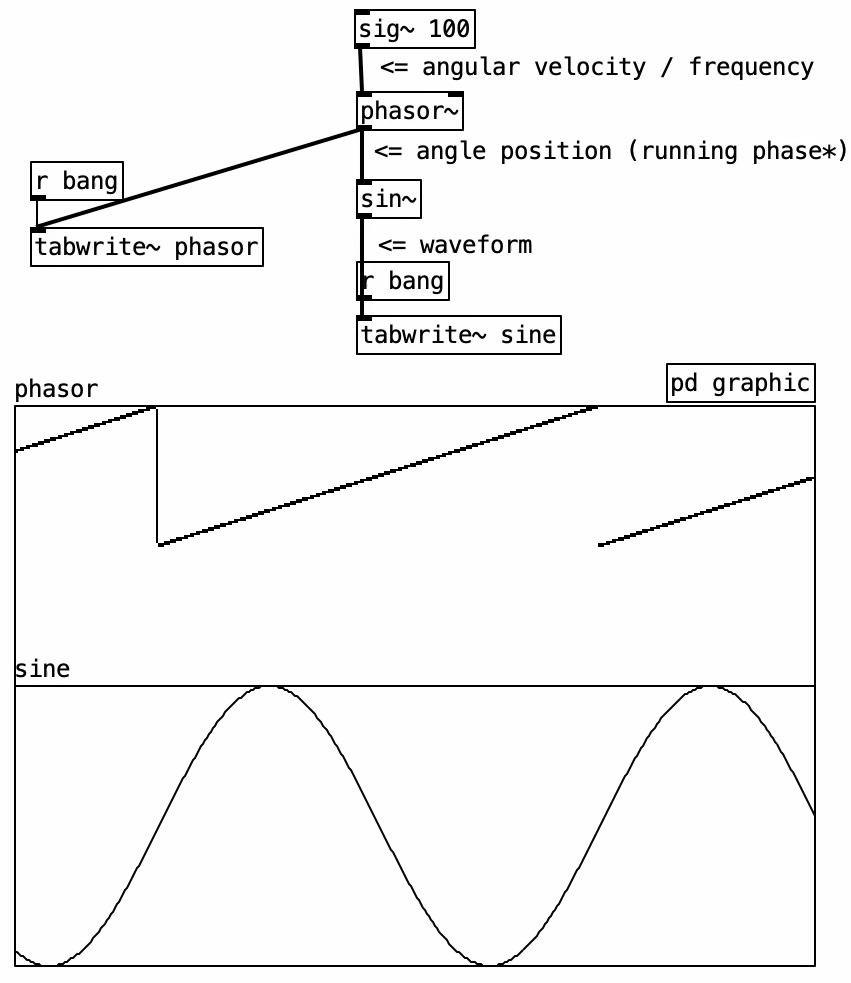 sig~ 100
<= angular velocity / frequency
phasor~
<= angle position (running phase*)
r bang
sin~
tabwrite~ phasor
<= waveform
r bang
tabwrite~ sine
pd graphic
phasor
sine